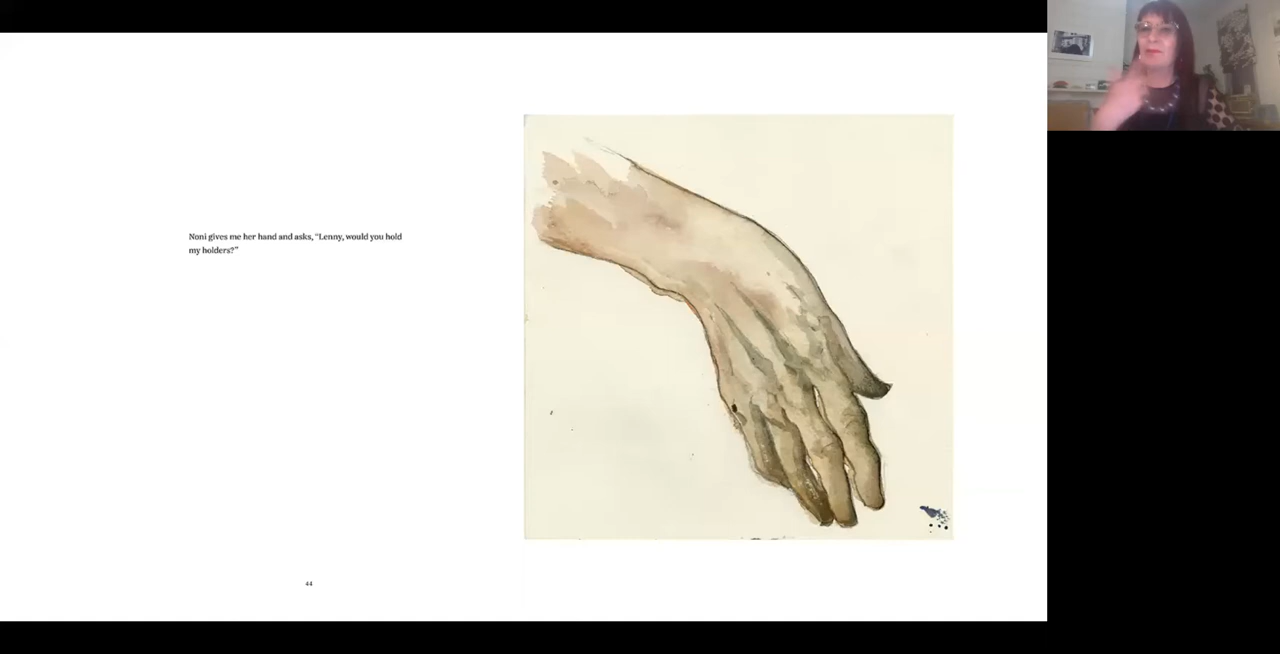 Noni gives me her hand and asks, “Lenny, would you hold
my holders?”
44